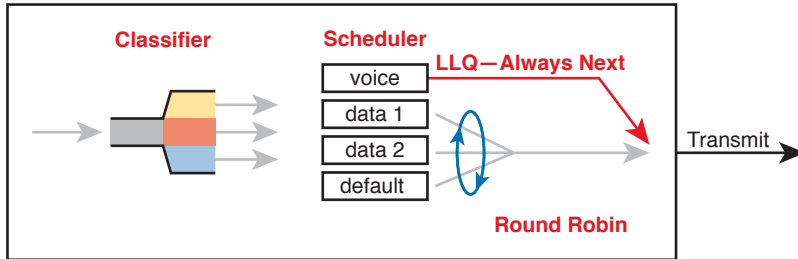 Classifier
Scheduler
LLQ—Always Next
voice
data 1
data 2
default
Transmit
Round Robin